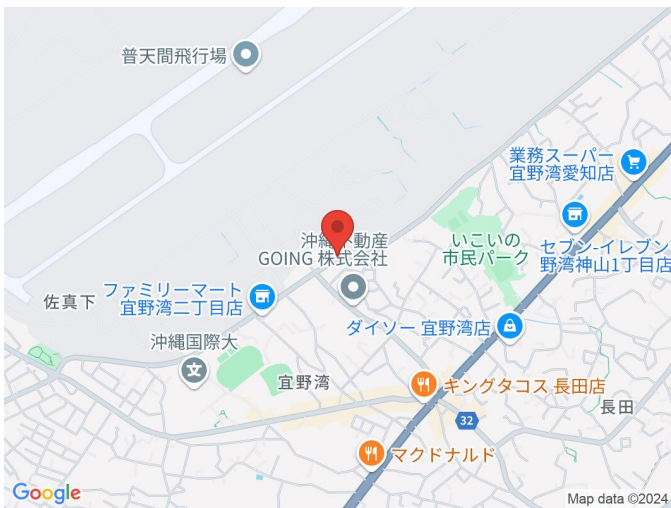 普天間飛行場
業務スーパー
宜野湾愛知店
沖縄不動産
GOING 株式会社
いこいの
市民パーク
セブン-イレブン
野湾神山1丁目店
佐真下
ファミリーマート
宜野湾二丁目店
ダイソー 宜野湾店
沖縄国際大
宜野湾
キングタコス 長田店
長田
32
マクドナルド
Google
Map data ©2024